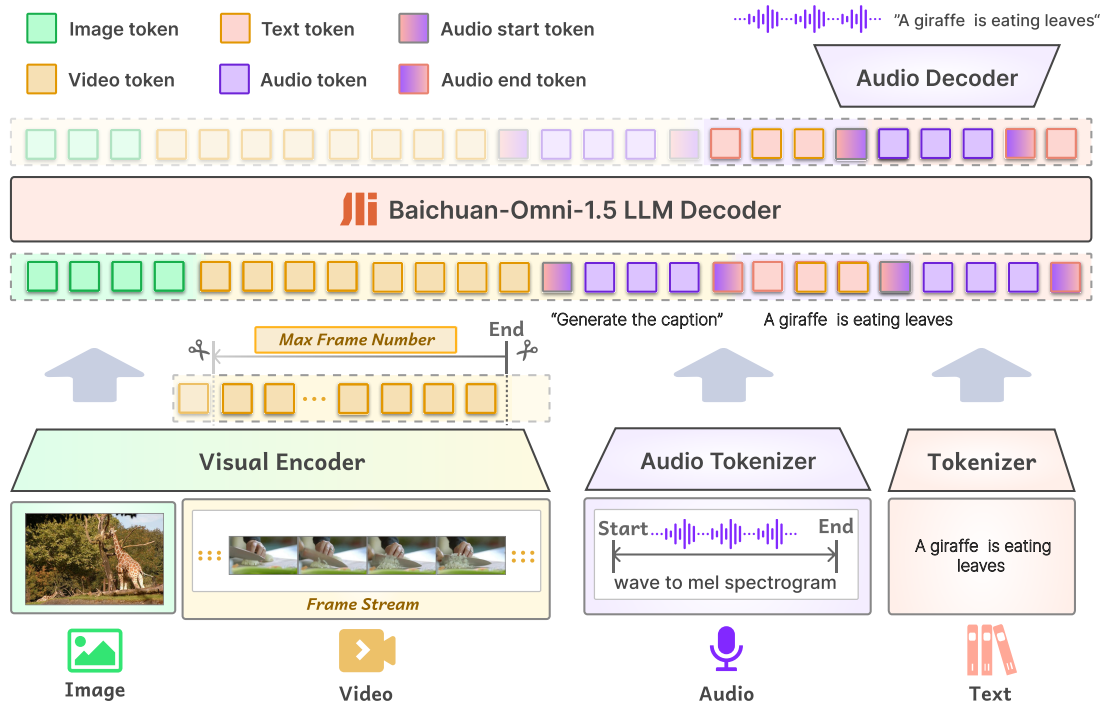 Image token
Text token
Audio start token
Video token
Audio token
Audio end token
"A giraffe is eating leaves"
Audio Decoder
Baichuan-Omni-1.5 LLM Decoder
"Generate the caption"
A giraffe is eating leaves
Max Frame Number
End
Visual Encoder
Audio Tokenizer
Tokenizer
Frame Stream
Start
End
wave to mel spectrogram
A giraffe is eating
leaves
Image
Video
Audio
Text